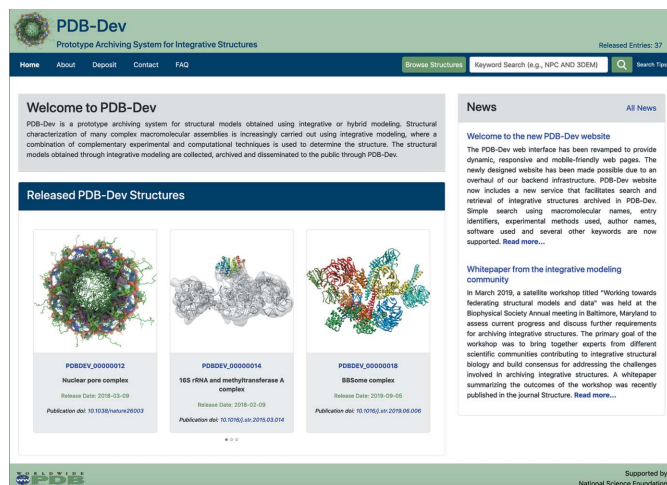 PDB-Dev
Prototype Archiving System for Integrative Structures
Released Entries: 37
Home About Deposit Contact FAQ
Browse Structures
Keyword Search (e.g., NPC AND 3DEM)
Search Tips
Welcome to PDB-Dev
PDB-Dev is a prototype archiving system for structural models obtained using integrative or hybrid modeling. Structural
characterization of many complex macromolecular assemblies is increasingly carried out using integrative modeling, where a
combination of complementary experimental and computational techniques is used to determine the structure. The structural
models obtained through integrative modeling are collected, archived and disseminated to the public through PDB-Dev.
Released PDB-Dev Structures
PDBDEV_00000012
Nuclear pore complex
Release Date: 2018-03-09
Publication doi: 10.1038/nature26003
PDBDEV_00000014
16S rRNA and methyltransferase A
complex
Release Date: 2018-02-09
Publication doi: 10.1016/j.str.2015.03.014
PDBDEV_00000018
BBSome complex
Release Date: 2019-09-05
Publication doi: 10.1016/j.str.2019.06.006
News
All News
Welcome to the new PDB-Dev website
The PDB-Dev web interface has been revamped to provide
dynamic, responsive and mobile-friendly web pages. The
newly designed website has been made possible due to an
overhaul of our backend infrastructure. PDB-Dev website
now includes a new service that facilitates search and
retrieval of integrative structures archived in PDB-Dev.
Simple search using macromolecular names, entry
identifiers, experimental methods used, author names,
software used and several other keywords are now
supported. Read more...
Whitepaper from the integrative modeling
community
In March 2019, a satellite workshop titled "Working towards
federating structural models and data" was held at the
Biophysical Society Annual meeting in Baltimore, Maryland to
assess current progress and discuss further requirements
for archiving integrative structures. The primary goal of the
workshop was to bring together experts from different
scientific communities contributing to integrative structural
biology and build consensus for addressing the challenges
involved in archiving integrative structures. A whitepaper
summarizing the outcomes of the workshop was recently
published in the journal Structure. Read more...
WORLDWIDE
PDB
Supported by
National Science Foundation